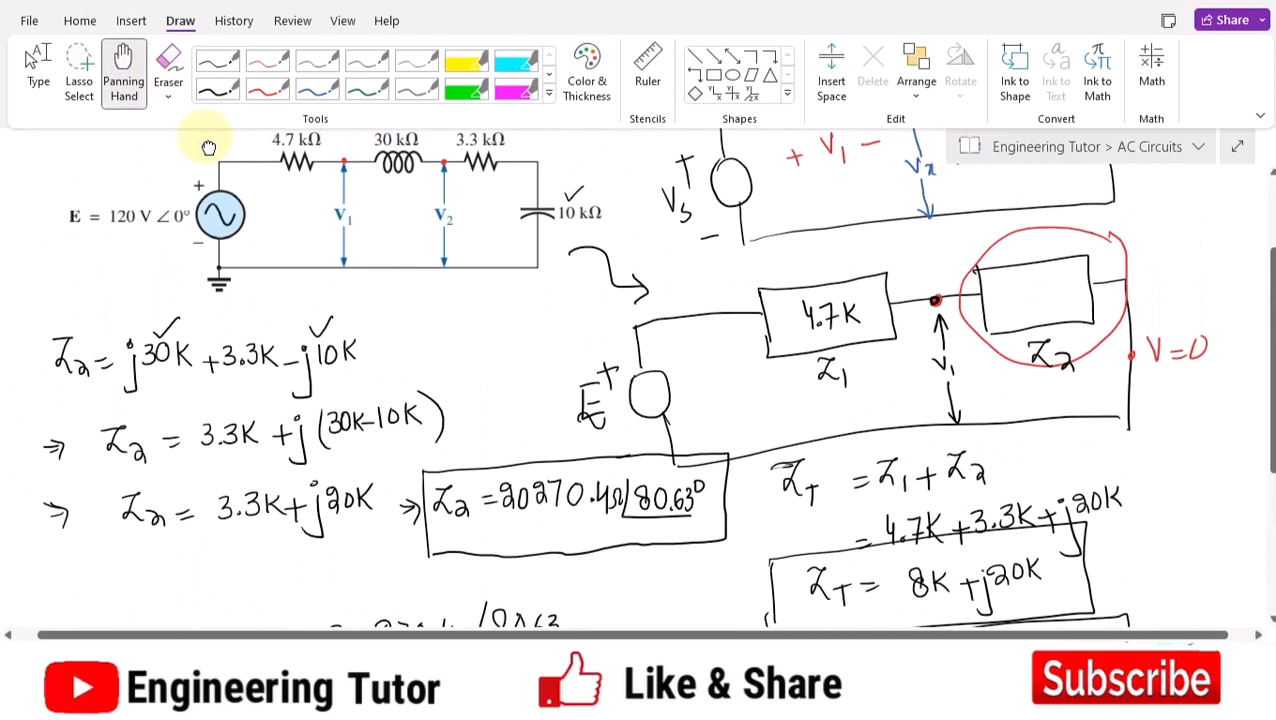 File Home Insert Draw History Review View Help Share
Type Lasso Select Panning Hand Eraser Color & Thickness Ruler Insert Space Delete Arrange Rotate Ink to Shape Ink to Text Ink to Math Math
Tools Stencils Shapes Edit Convert Math
Engineering Tutor > AC Circuits
4.7 kΩ 30 kΩ 3.3 kΩ
+ V1 -
Vx
+
Vs
-
+
E = 120 V ∠ 0°
-
V1 V2
10 kΩ
4.7K
Z1
Z2
V=0
E +
V1
Z2 = j30K + 3.3K - j10K
⇒ Z2 = 3.3K + j(30K-10K)
⇒ Z2 = 3.3K + j20K → Z2 = 20270.4Ω/80.63°
ZT = Z1 + Z2
= 4.7K + 3.3K + j20K
ZT = 8K + j20K
Engineering Tutor
Like & Share
Subscribe